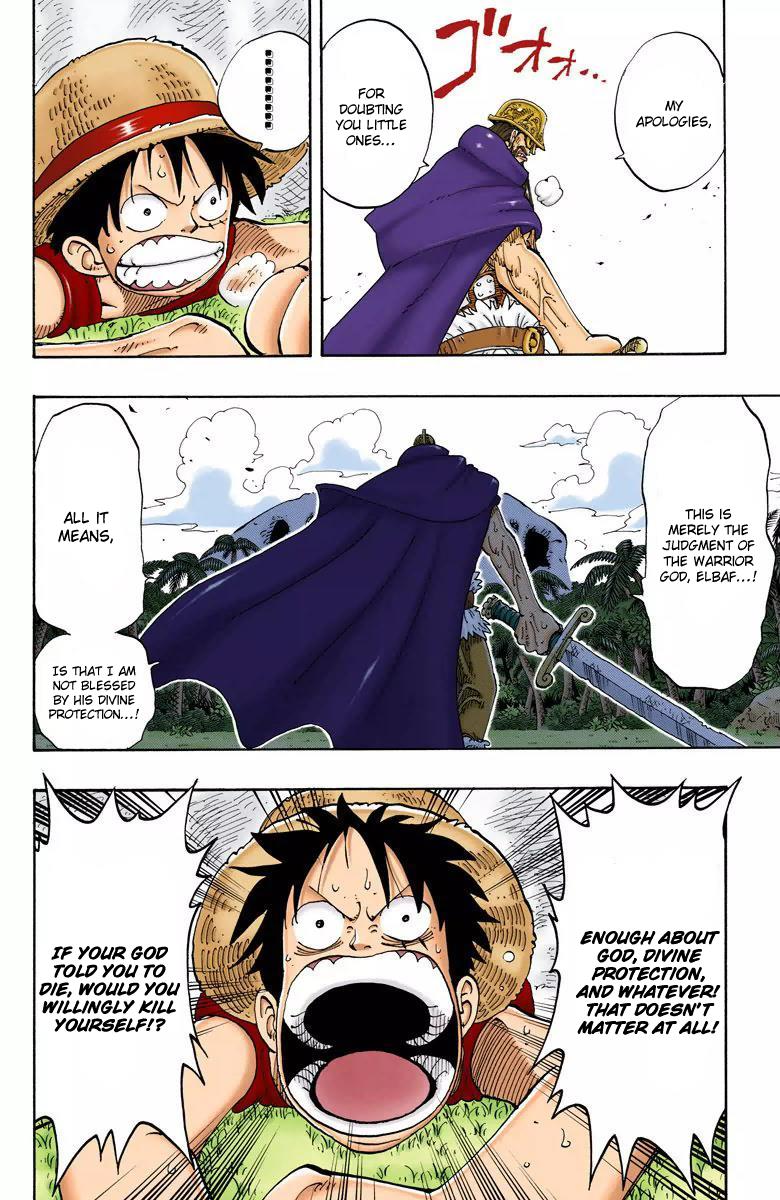 ゴオオ...
MY
APOLOGIES,
FOR
DOUBTING
YOU LITTLE
ONES...
........
THIS IS
MERELY THE
JUDGMENT OF
THE WARRIOR
GOD, ELBAF...!
ALL IT
MEANS,
IS THAT I AM
NOT BLESSED
BY HIS DIVINE
PROTECTION...!
ENOUGH ABOUT
GOD, DIVINE
PROTECTION,
AND WHATEVER!
THAT DOESN'T
MATTER AT ALL!
IF YOUR GOD
TOLD YOU TO
DIE, WOULD YOU
WILLINGLY KILL
YOURSELF!?